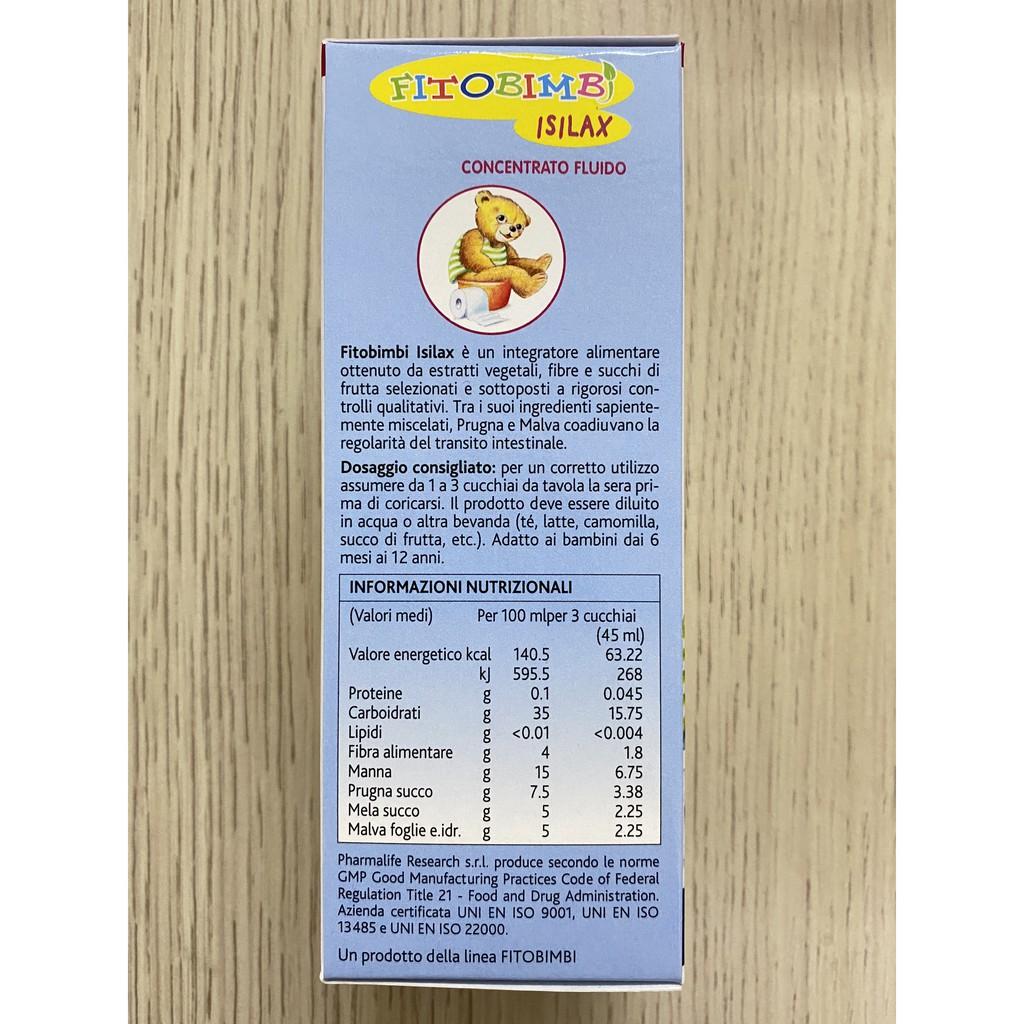 FITOBIMBi
ISILAX
CONCENTRATO FLUIDO
Fitobimbi Isilax è un integratore alimentare
ottenuto da estratti vegetali, fibre e succhi di
frutta selezionati e sottoposti a rigorosi con-
trolli qualitativi. Tra i suoi ingredienti sapiente-
mente miscelati, Prugna e Malva coadiuvano la
regolarità del transito intestinale.
Dosaggio consigliato: per un corretto utilizzo
assumere da 1 a 3 cucchiai da tavola la sera pri-
ma di coricarsi. Il prodotto deve essere diluito
in acqua o altra bevanda (té, latte, camomilla,
succo di frutta, etc.). Adatto ai bambini dai 6
mesi ai 12 anni.
INFORMAZIONI NUTRIZIONALI
(Valori medi) Per 100 mlper 3 cucchiai
(45 ml)
Valore energetico kcal 140.5 63.22
kJ 595.5 268
Proteine g 0.1 0.045
Carboidrati g 35 15.75
Lipidi g <0.01 <0.004
Fibra alimentare g 4 1.8
Manna g 15 6.75
Prugna succo g 7.5 3.38
Mela succo g 5 2.25
Malva foglie e.idr. g 5 2.25
Pharmalife Research s.r.l. produce secondo le norme
GMP Good Manufacturing Practices Code of Federal
Regulation Title 21 - Food and Drug Administration.
Azienda certificata UNI EN ISO 9001, UNI EN ISO
13485 e UNI EN ISO 22000.
Un prodotto della linea FITOBIMBI